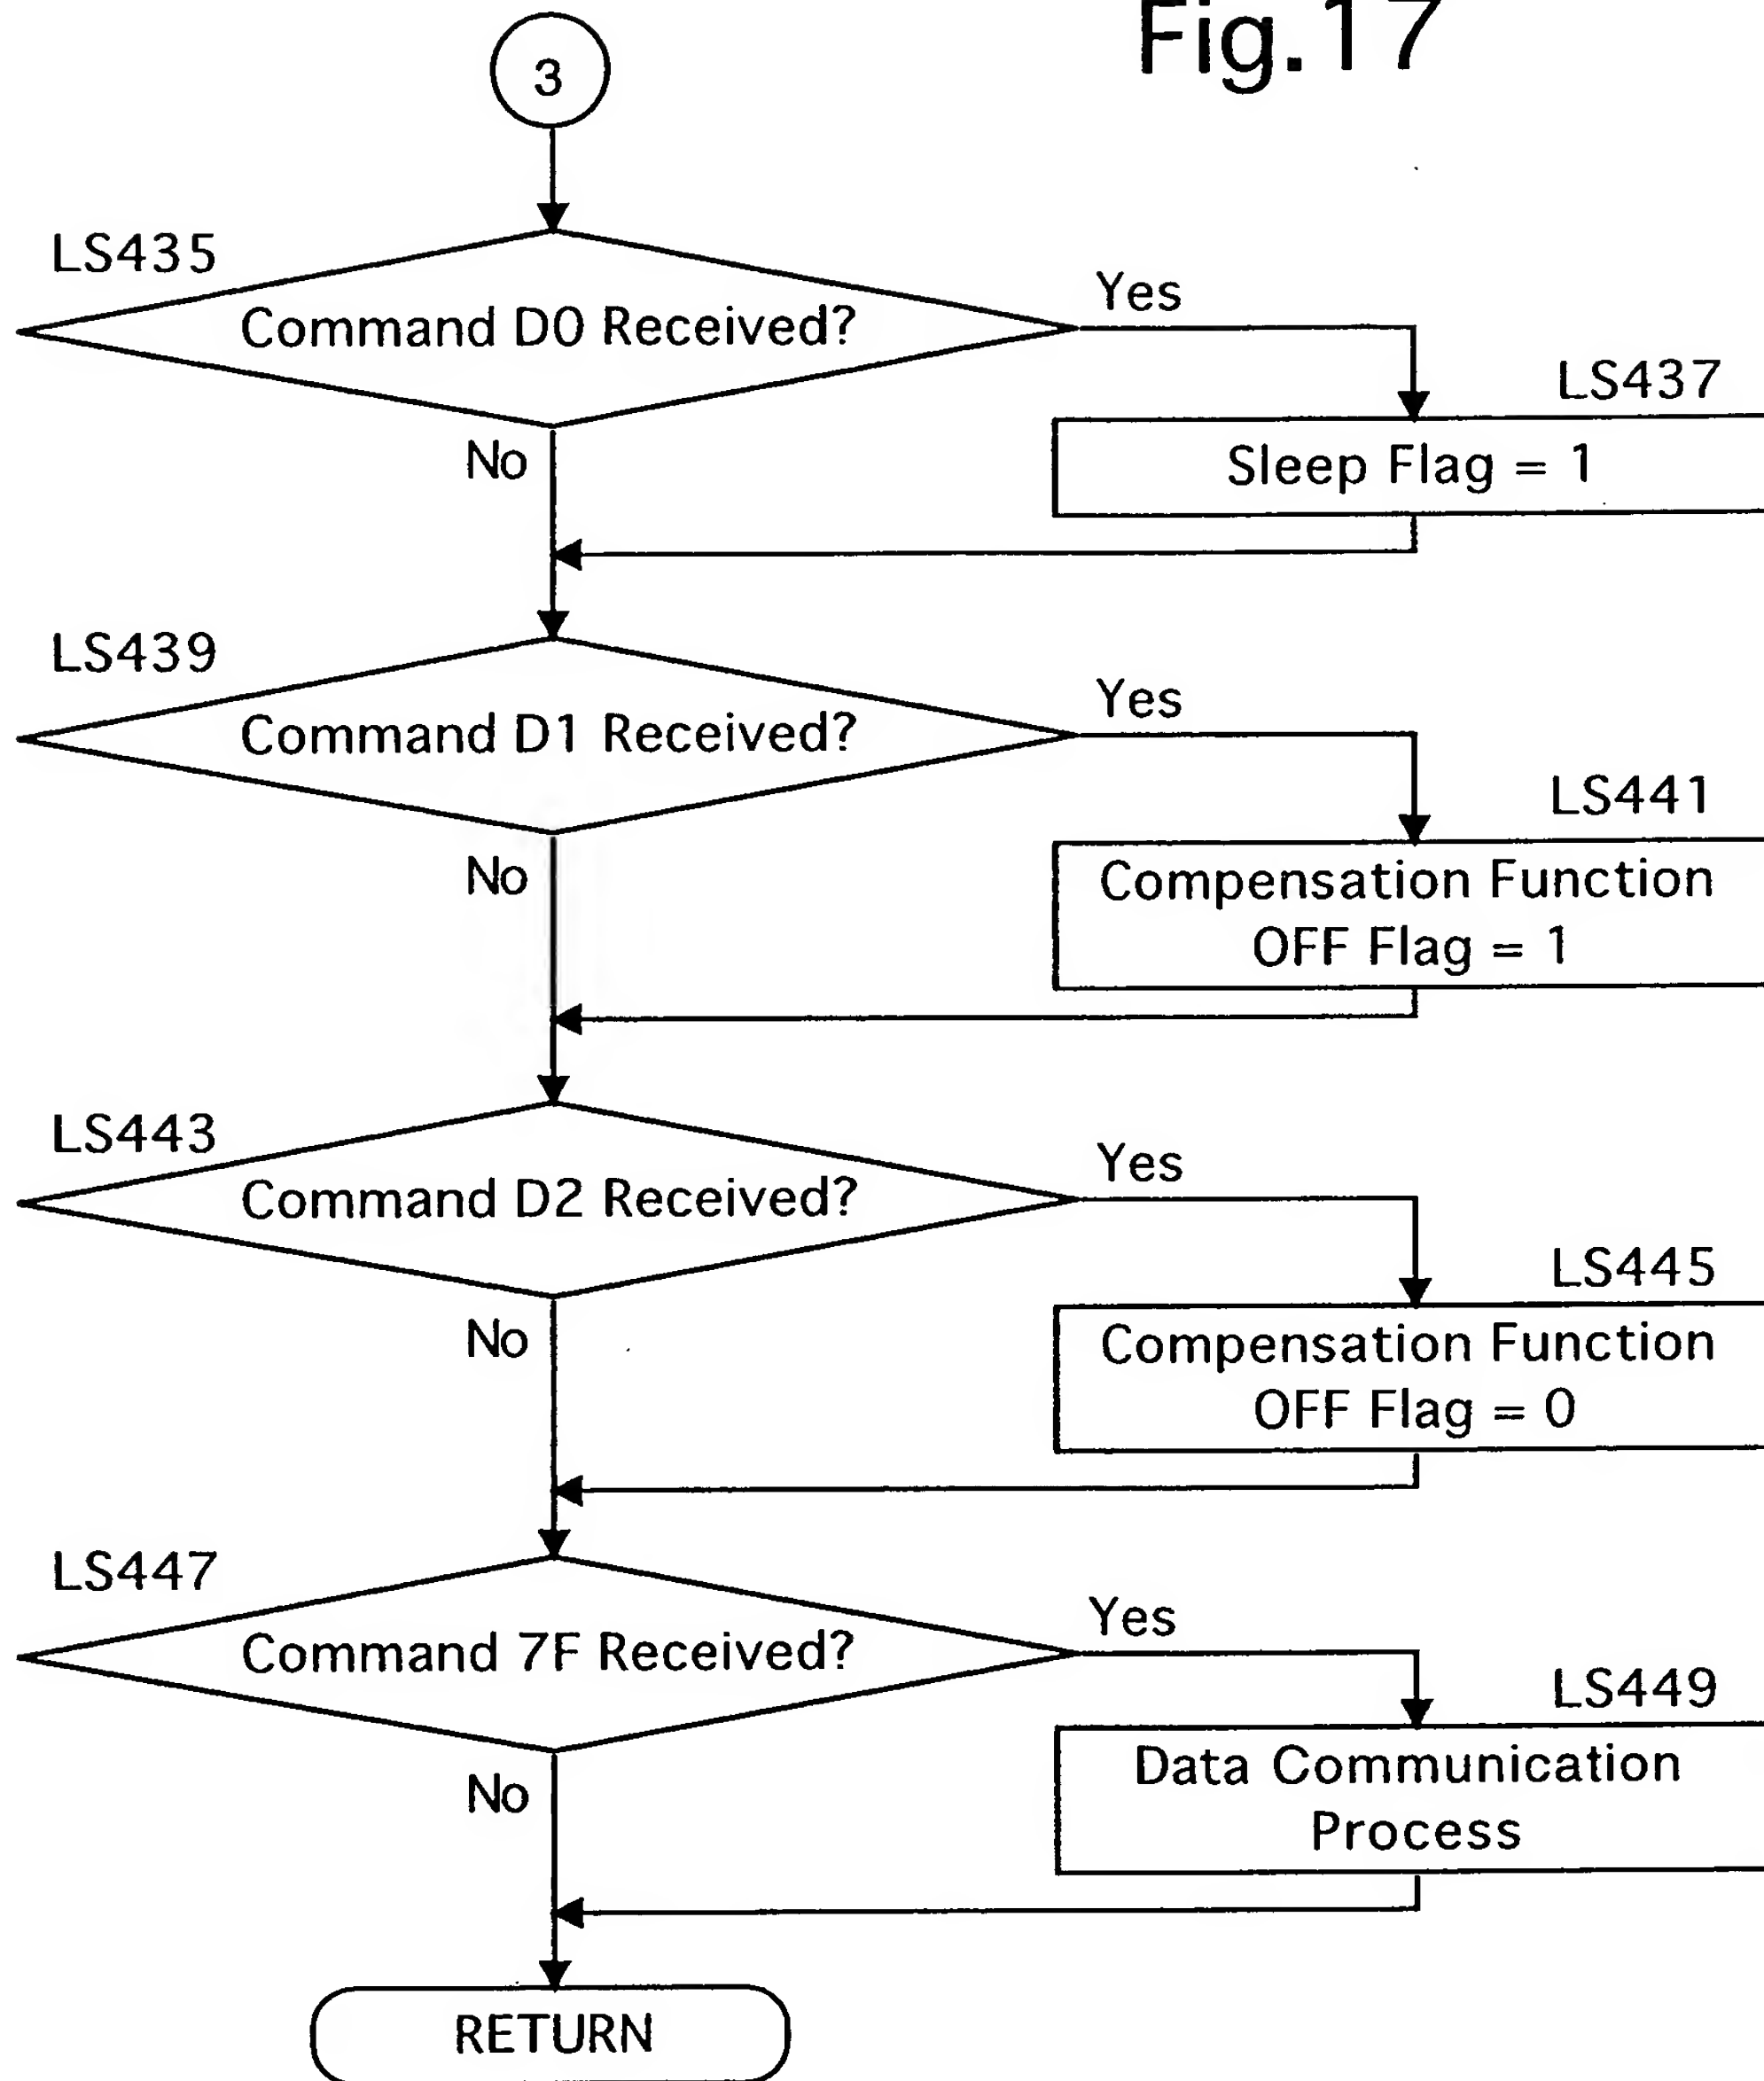 Fig.17
3
LS435
Command D0 Received?
Yes
No
LS437
Sleep Flag = 1
LS439
Command D1 Received?
Yes
No
LS441
Compensation Function
OFF Flag = 1
LS443
Command D2 Received?
Yes
No
LS445
Compensation Function
OFF Flag = 0
LS447
Command 7F Received?
Yes
No
LS449
Data Communication
Process
RETURN